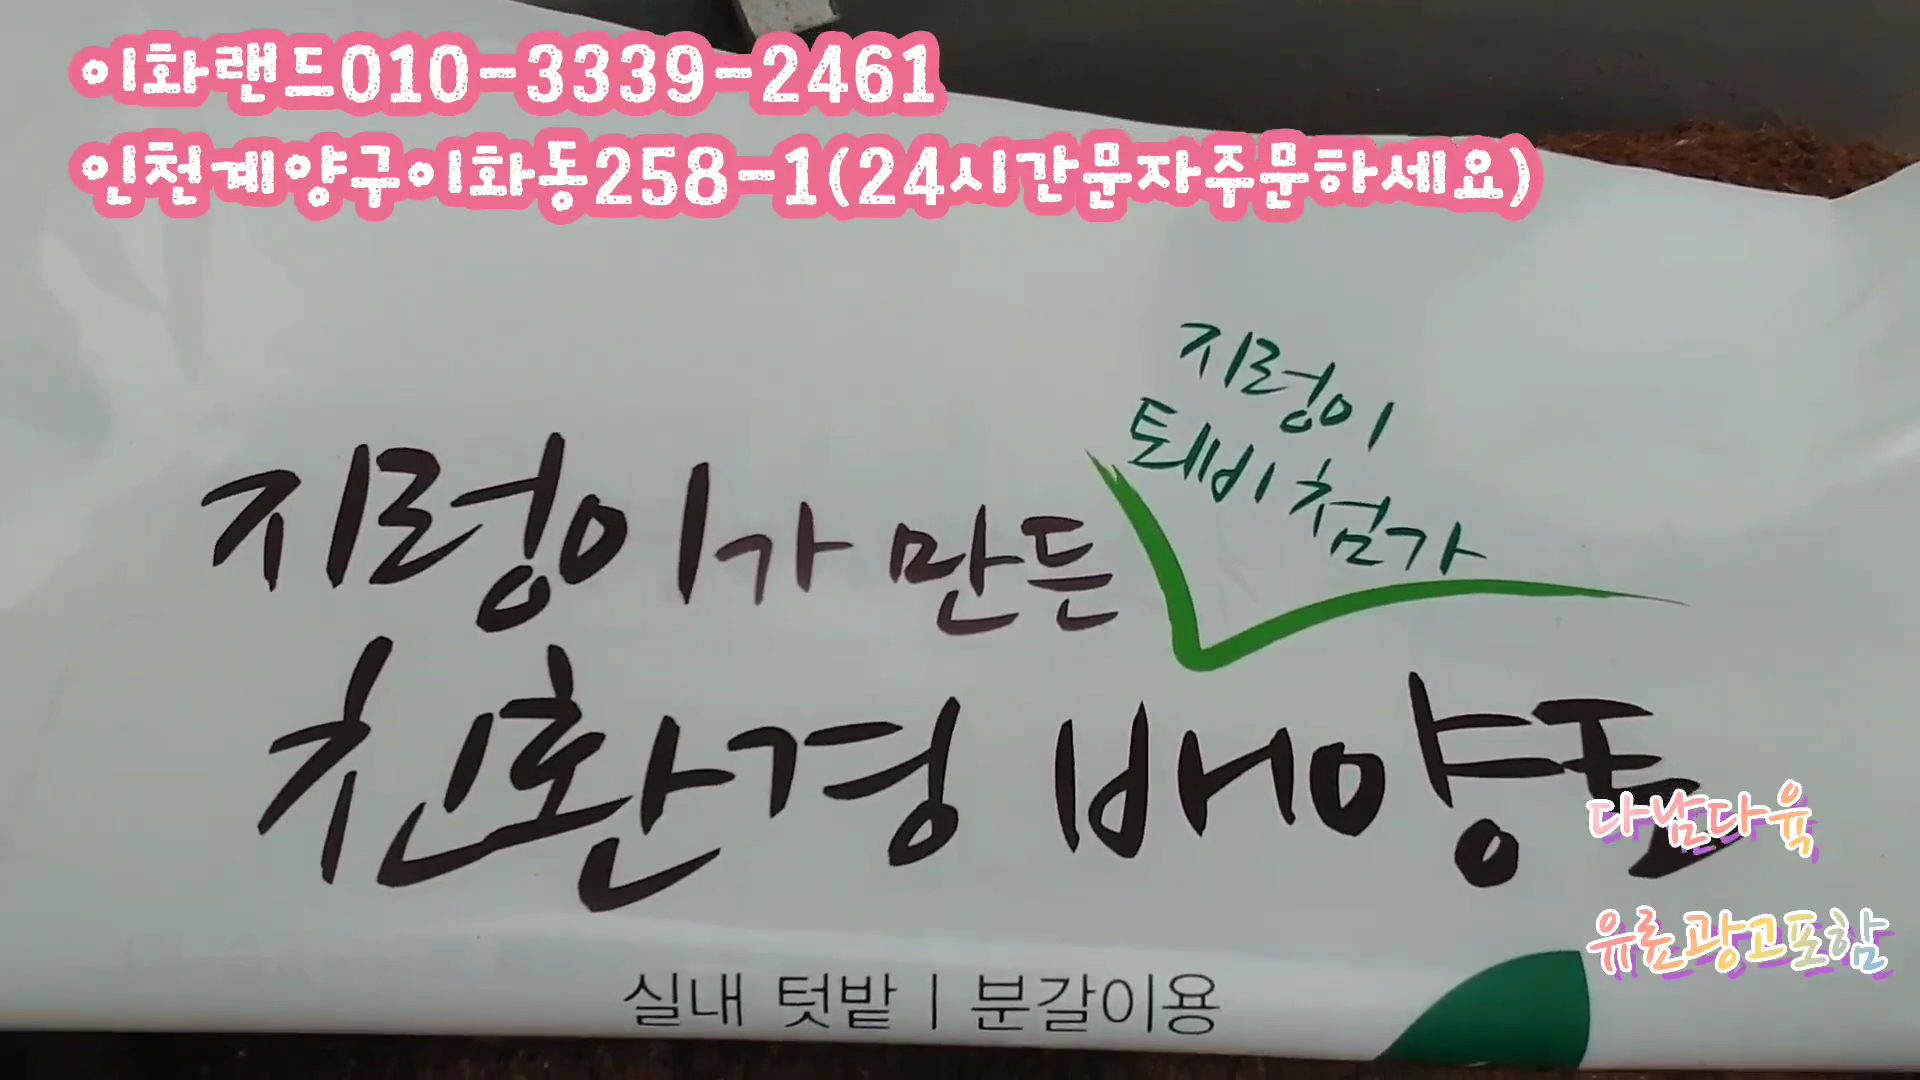 이화랜드010-3339-2461
인천계양구이화동258-1(24시간문자주문하세요)
지렁이
퇴비 첨가
지렁이가 만든
친환경 배양토
다남다육
유료광고포함
실내 텃밭 | 분갈이용